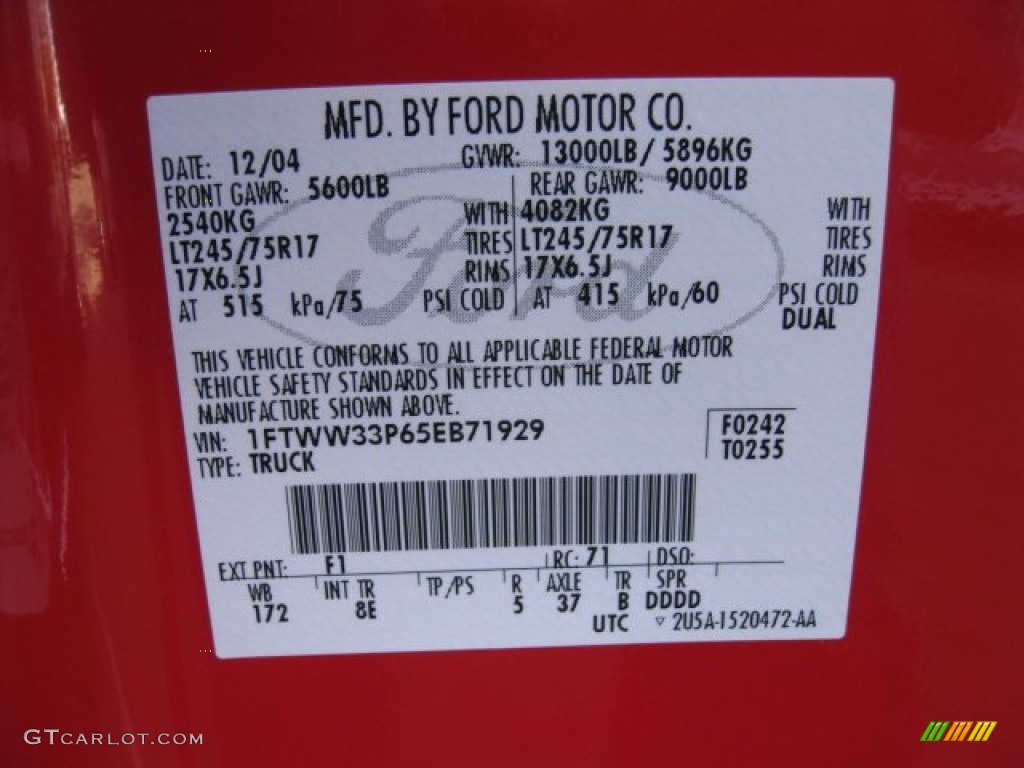 MFD. BY FORD MOTOR CO.
DATE: 12/04 GVWR: 13000LB/ 5896KG
FRONT GAWR: 5600LB REAR GAWR: 9000LB
2540KG WITH 4082KG WITH
LT245/75R17 TIRES LT245/75R17 TIRES
17X6.5J RIMS 17X6.5J RIMS
AT 515 kPa/75 PSI COLD AT 415 kPa/60 PSI COLD
DUAL
Ford
THIS VEHICLE CONFORMS TO ALL APPLICABLE FEDERAL MOTOR
VEHICLE SAFETY STANDARDS IN EFFECT ON THE DATE OF
MANUFACTURE SHOWN ABOVE.
VIN: 1FTWW33P65EB71929 F0242
TYPE: TRUCK T0255
EXT PNT: F1 RC: 71 DSO:
WB INT TR TP/PS R AXLE TR SPR
172 8E 5 37 B DDDD
UTC ▿ 2U5A-1520472-AA
GTCARLOT.COM